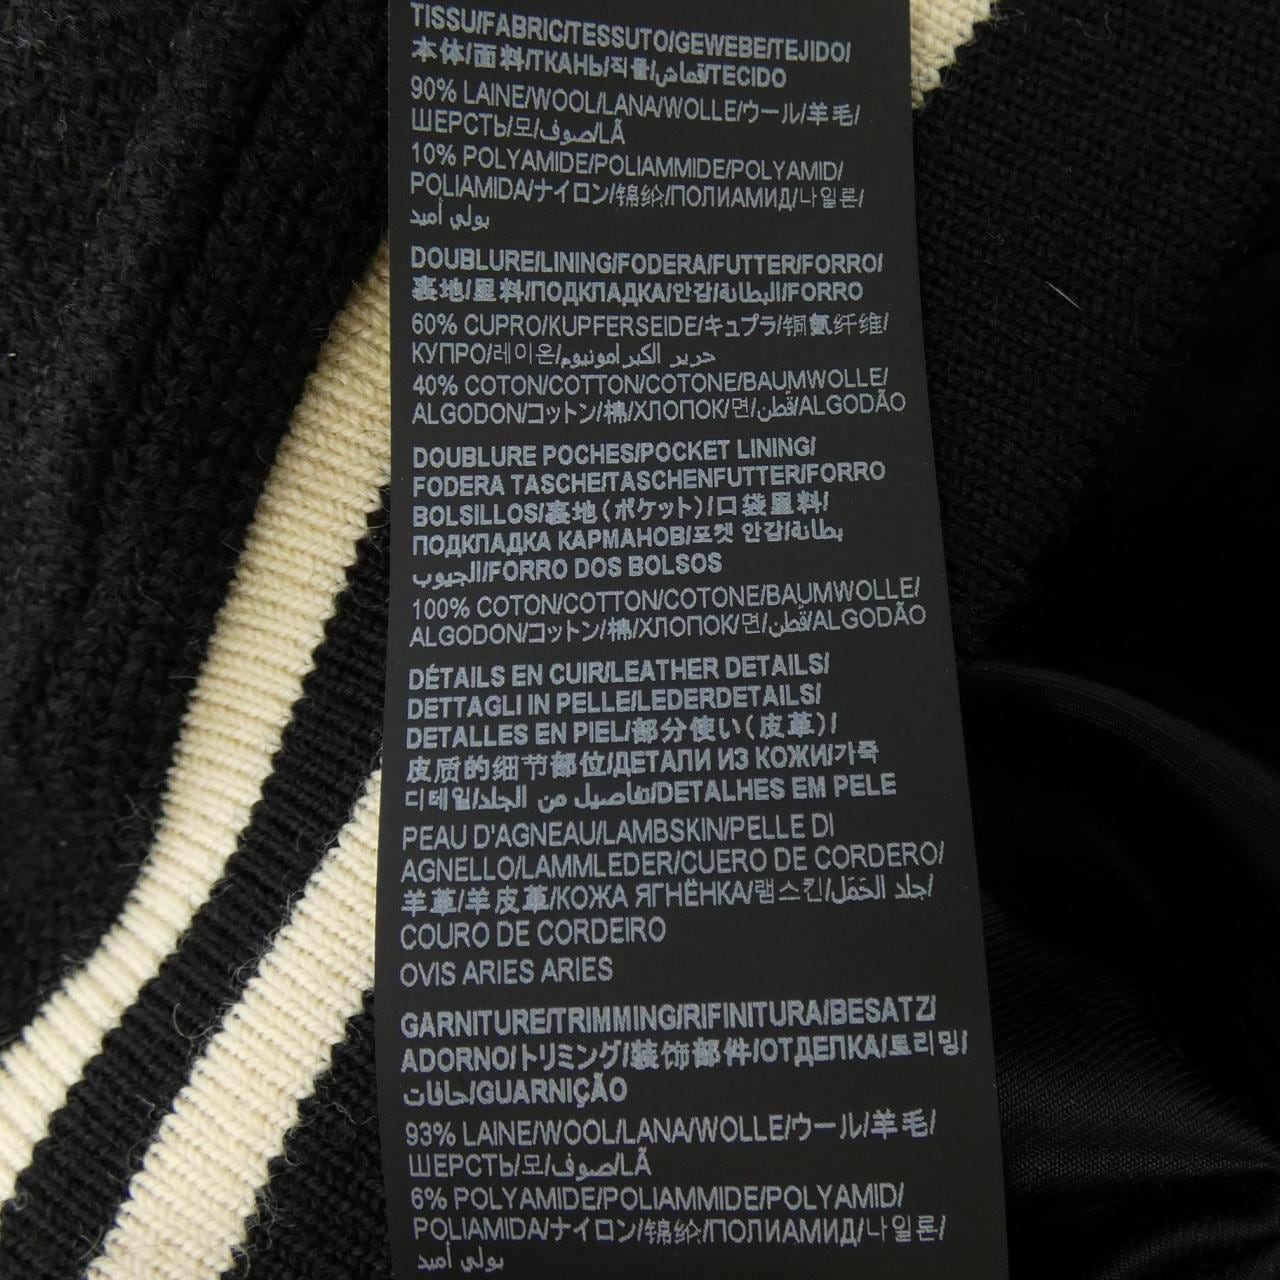 TISSU/FABRIC/TESSUTO/GEWEBE/TEJIDO/
本体/面料/ТКАНЬ/직물/قماش/TECIDO
90% LAINE/WOOL/LANA/WOLLE/ウール/羊毛/
ШЕРСТЬ/모/صوف/LÃ
10% POLYAMIDE/POLIAMMIDE/POLYAMID/
POLIAMIDA/ナイロン/锦纶/ПОЛИАМИД/나일론/
بولي أميد
DOUBLURE/LINING/FODERA/FUTTER/FORRO/
裏地/里料/ПОДКЛАДКА/안감/البطانة/FORRO
60% CUPRO/KUPFERSEIDE/キュプラ/铜氨纤维/
КУПРО/레이온/حرير الكبرامونيوم
40% COTON/COTTON/COTONE/BAUMWOLLE/
ALGODON/コットン/棉/ХЛОПОК/면/قطن/ALGODÃO
DOUBLURE POCHES/POCKET LINING/
FODERA TASCHE/TASCHENFUTTER/FORRO
BOLSILLOS/裏地(ポケット)/口袋里料/
ПОДКЛАДКА КАРМАНОВ/포켓 안감/بطانة
الجيوب/FORRO DOS BOLSOS
100% COTON/COTTON/COTONE/BAUMWOLLE/
ALGODON/コットン/棉/ХЛОПОК/면/قطن/ALGODÃO
DÉTAILS EN CUIR/LEATHER DETAILS/
DETTAGLI IN PELLE/LEDERDETAILS/
DETALLES EN PIEL/部分使い(皮革)/
皮质的细节部位/ДЕТАЛИ ИЗ КОЖИ/가죽
디테일/تفاصيل من الجلد/DETALHES EM PELE
PEAU D'AGNEAU/LAMBSKIN/PELLE DI
AGNELLO/LAMMLEDER/CUERO DE CORDERO/
羊革/羊皮革/КОЖА ЯГНЁНКА/램스킨/جلد الحَمَل/
COURO DE CORDEIRO
OVIS ARIES ARIES
GARNITURE/TRIMMING/RIFINITURA/BESATZ/
ADORNO/トリミング/装饰部件/ОТДЕЛКА/트리밍/
حافات/GUARNIÇÃO
93% LAINE/WOOL/LANA/WOLLE/ウール/羊毛/
ШЕРСТЬ/모/صوف/LÃ
6% POLYAMIDE/POLIAMMIDE/POLYAMID/
POLIAMIDA/ナイロン/锦纶/ПОЛИАМИД/나일론/
بولي أميد